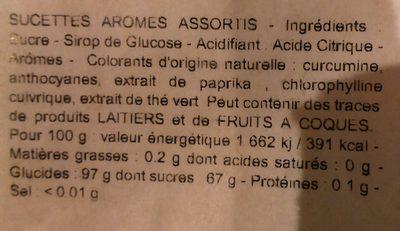 SUCETTES AROMES ASSORTIS - Ingrédients :
Sucre - Sirop de Glucose - Acidifiant : Acide Citrique -
Arômes - Colorants d'origine naturelle : curcumine,
anthocyanes, extrait de paprika , chlorophylline
cuivrique, extrait de thé vert Peut contenir des traces
de produits LAITIERS et de FRUITS A COQUES.
Pour 100 g : valeur énergétique 1 662 kj / 391 kcal -
Matières grasses : 0.2 g dont acides saturés : 0 g -
Glucides : 97 g dont sucres 67 g - Protéines : 0 1 g -
Sel : < 0.01 g